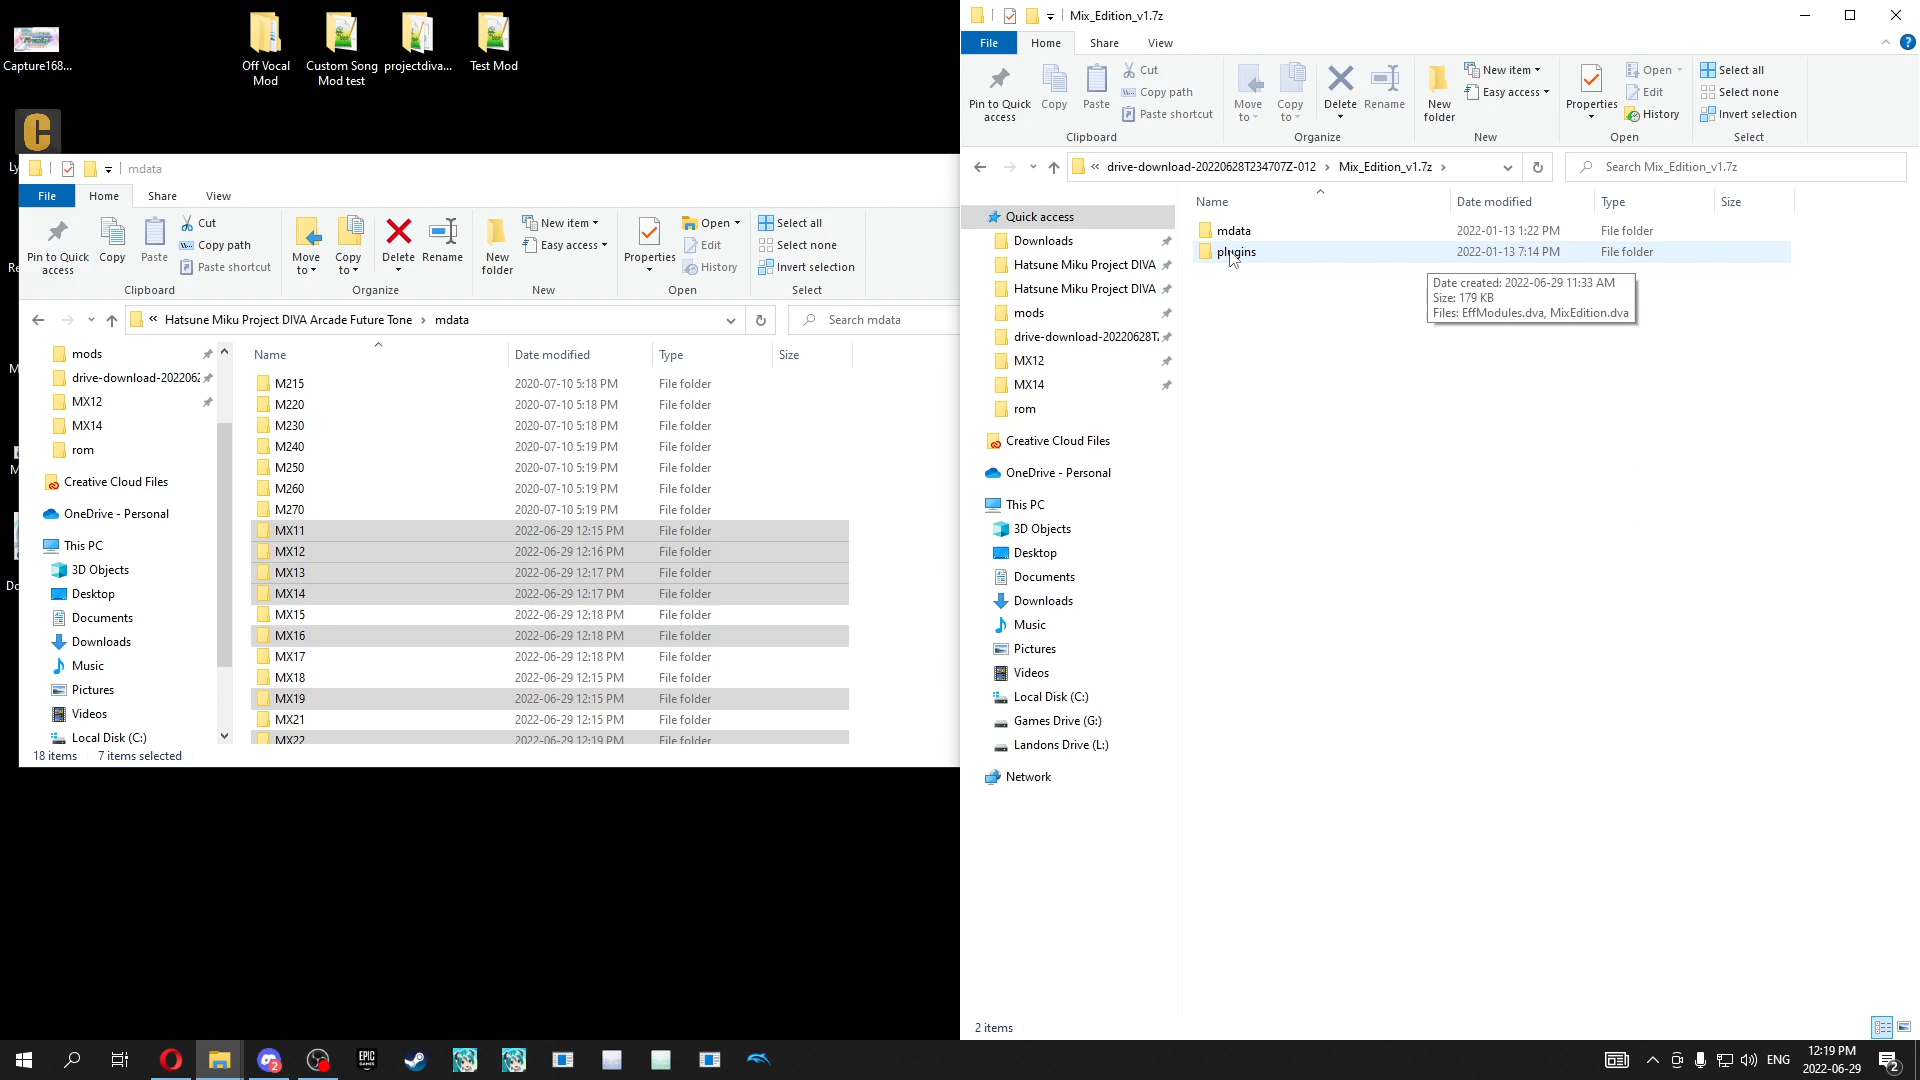 Capture168...
Off Vocal
Mod
Custom Song
Mod test
projectdiva...
Test Mod
mdata
File
Home
Share
View
Pin to Quick
access
Copy
Paste
Cut
Copy path
Paste shortcut
Clipboard
Move
to
Copy
to
Delete
Rename
Organize
New
folder
New item
Easy access
New
Properties
Open
Edit
History
Open
Select all
Select none
Invert selection
Select
« Hatsune Miku Project DIVA Arcade Future Tone › mdata
Search mdata
mods
drive-download-202206
MX12
MX14
rom
Creative Cloud Files
OneDrive - Personal
This PC
3D Objects
Desktop
Documents
Downloads
Music
Pictures
Videos
Local Disk (C:)
Name Date modified Type Size
M215 2020-07-10 5:18 PM File folder
M220 2020-07-10 5:18 PM File folder
M230 2020-07-10 5:18 PM File folder
M240 2020-07-10 5:19 PM File folder
M250 2020-07-10 5:19 PM File folder
M260 2020-07-10 5:19 PM File folder
M270 2020-07-10 5:19 PM File folder
MX11 2022-06-29 12:15 PM File folder
MX12 2022-06-29 12:16 PM File folder
MX13 2022-06-29 12:17 PM File folder
MX14 2022-06-29 12:17 PM File folder
MX15 2022-06-29 12:18 PM File folder
MX16 2022-06-29 12:18 PM File folder
MX17 2022-06-29 12:18 PM File folder
MX18 2022-06-29 12:15 PM File folder
MX19 2022-06-29 12:15 PM File folder
MX21 2022-06-29 12:15 PM File folder
MX22 2022-06-29 12:19 PM File folder
18 items 7 items selected
Mix_Edition_v1.7z
File
Home
Share
View
Pin to Quick
access
Copy
Paste
Cut
Copy path
Paste shortcut
Clipboard
Move
to
Copy
to
Delete
Rename
Organize
New
folder
New item
Easy access
New
Properties
Open
Edit
History
Open
Select all
Select none
Invert selection
Select
« drive-download-20220628T234707Z-012 › Mix_Edition_v1.7z ›
Search Mix_Edition_v1.7z
Quick access
Downloads
Hatsune Miku Project DIVA
Hatsune Miku Project DIVA
mods
drive-download-20220628T
MX12
MX14
rom
Creative Cloud Files
OneDrive - Personal
This PC
3D Objects
Desktop
Documents
Downloads
Music
Pictures
Videos
Local Disk (C:)
Games Drive (G:)
Landons Drive (L:)
Network
Name Date modified Type Size
mdata 2022-01-13 1:22 PM File folder
plugins 2022-01-13 7:14 PM File folder
Date created: 2022-06-29 11:33 AM
Size: 179 KB
Files: EffModules.dva, MixEdition.dva
2 items
EPIC
GAMES
ENG
12:19 PM
2022-06-29
2